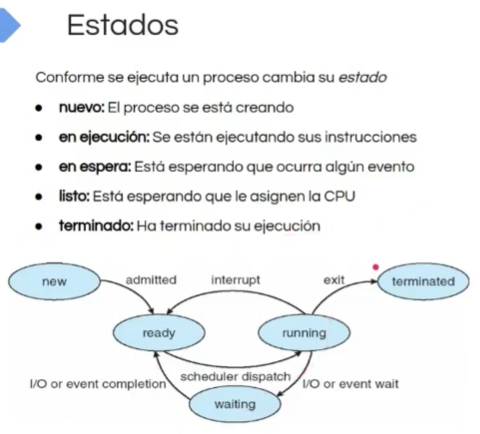 Estados
Conforme se ejecuta un proceso cambia su estado
● nuevo: El proceso se está creando
● en ejecución: Se están ejecutando sus instrucciones
● en espera: Está esperando que ocurra algún evento
● listo: Está esperando que le asignen la CPU
● terminado: Ha terminado su ejecución
new
admitted
interrupt
exit
terminated
ready
running
I/O or event completion
scheduler dispatch
I/O or event wait
waiting